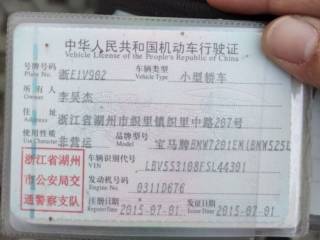 中华人民共和国机动车行驶证
Vehicle License of the People's Republic of China
号牌号码 浙E1V902 车辆类型 小型轿车
Plate No. Vehicle Type
所有人 李昊杰
Owner
住址 浙江省湖州市织里镇织里中路207号
Address
使用性质 非营运 品牌型号 宝马牌BMW7201EM(BMW525L
Use Character Model
浙江省湖州 车辆识别代号 LBV5S3108FSL44301
VIN
市公安局交 发动机号码 0311D676
Engine No.
通警察支队 注册日期 2015-07-01 发证日期 2015-07-01
Register Date Issue Date